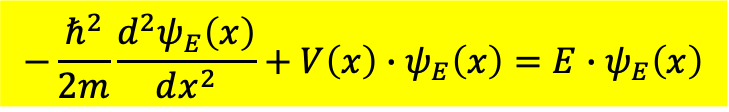 − ℏ²/2m d²ψ_E(x)/dx² + V(x) · ψ_E(x) = E · ψ_E(x)